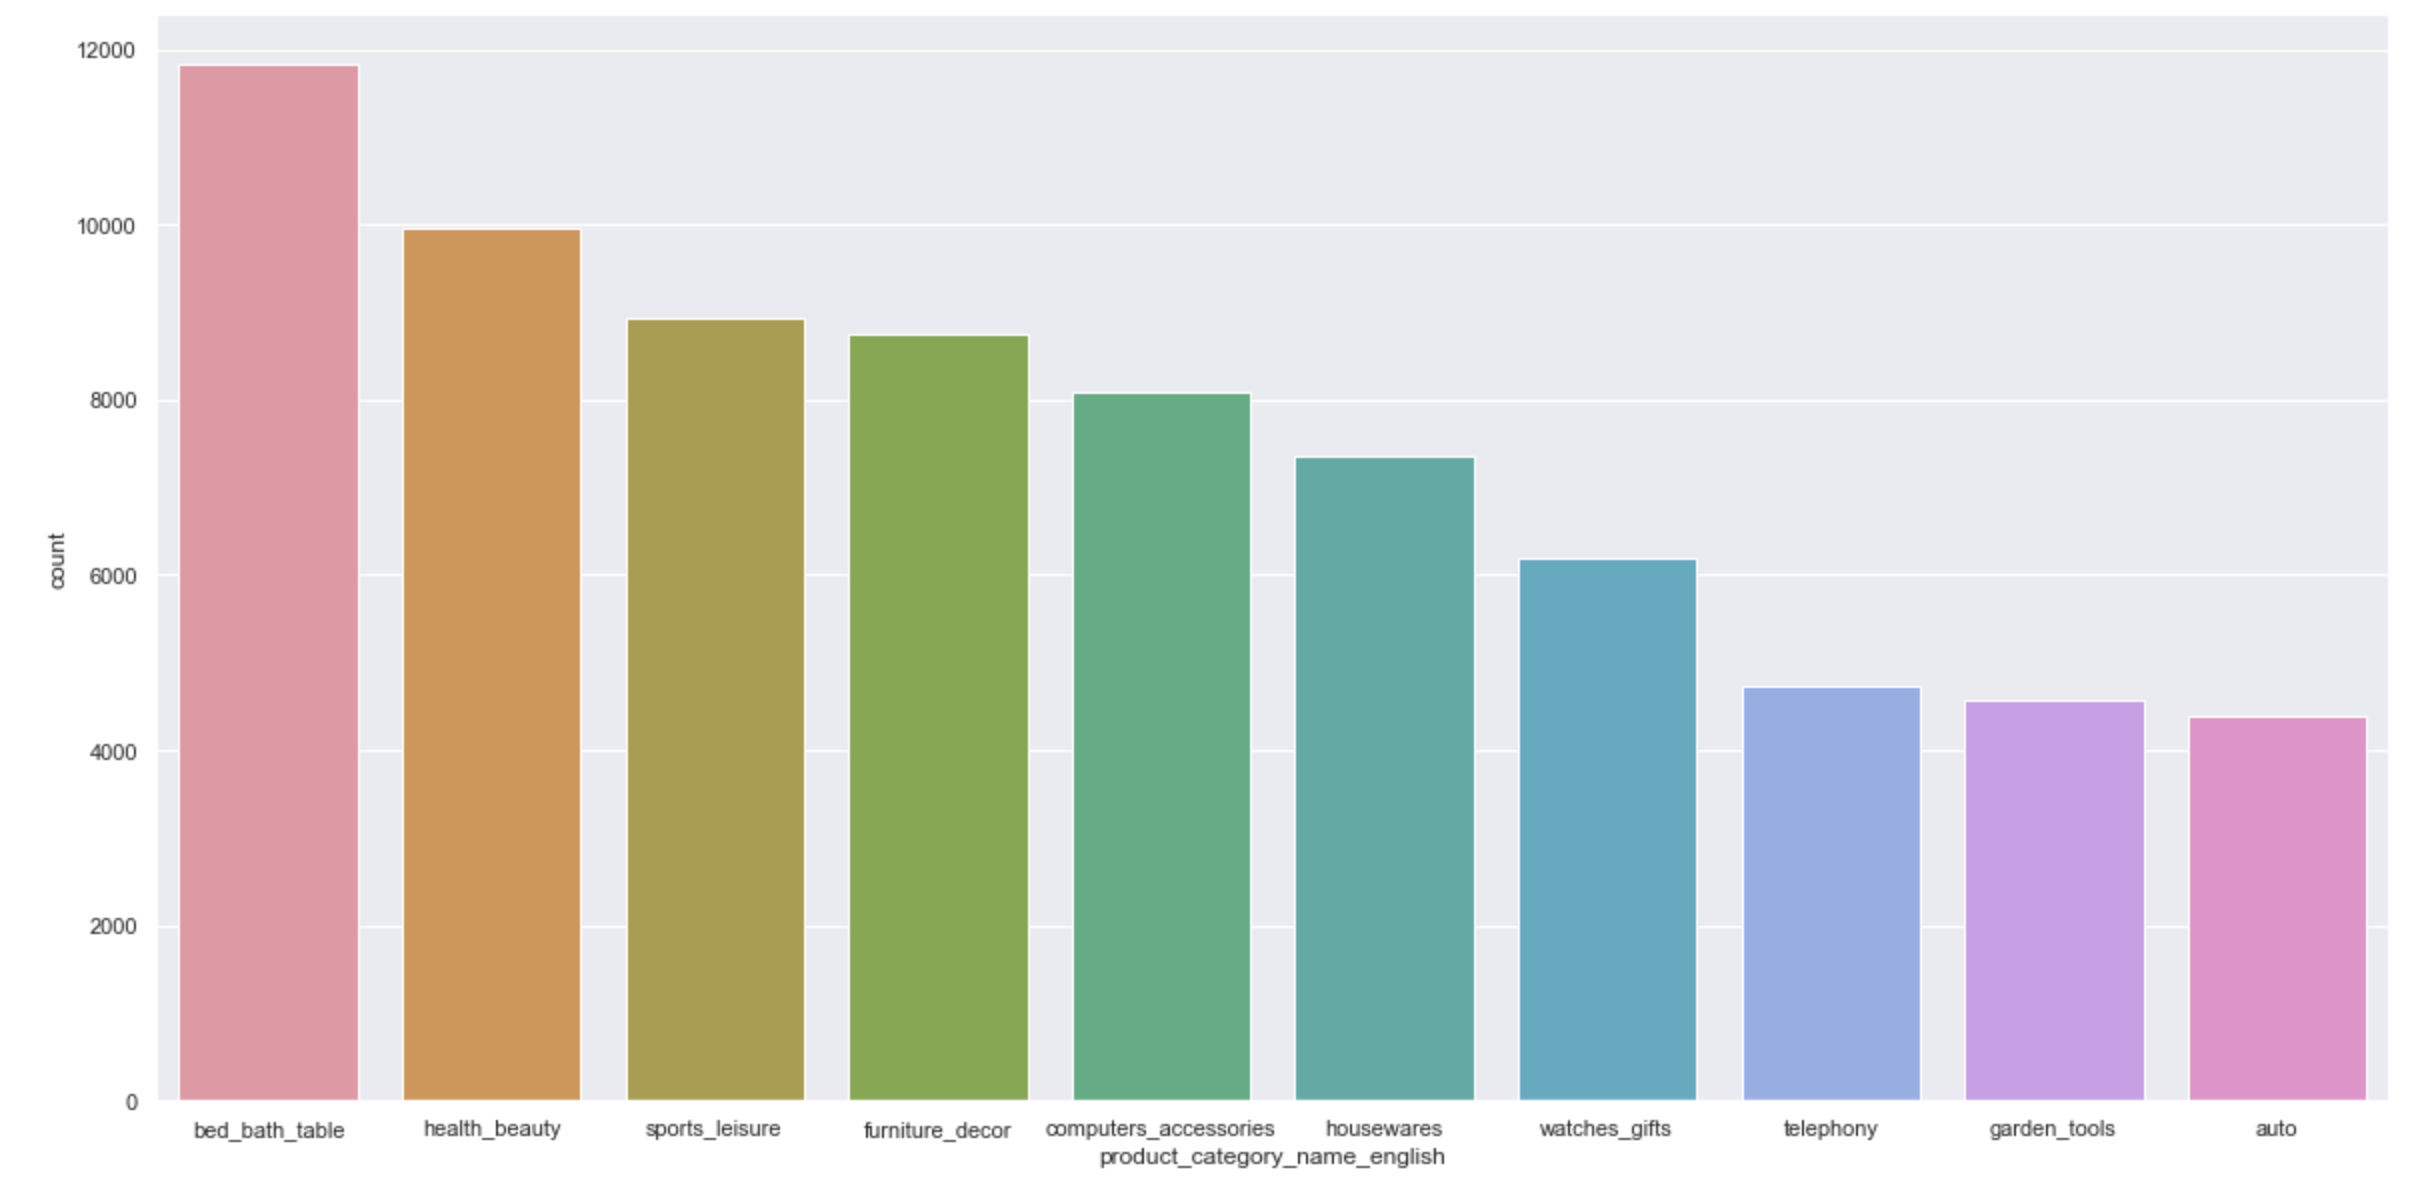 12000
10000
8000
6000
4000
2000
0
count
bed_bath_table health_beauty sports_leisure furniture_decor computers_accessories housewares watches_gifts telephony garden_tools auto
product_category_name_english